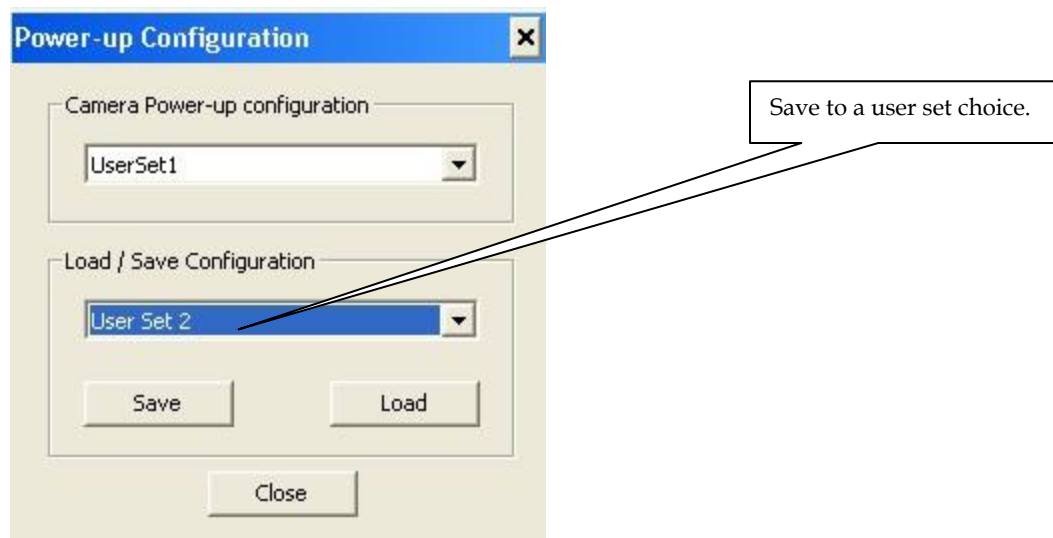 Power-up Configuration
Camera Power-up configuration
UserSet1
Save to a user set choice.
Load / Save Configuration
User Set 2
Save Load
Close